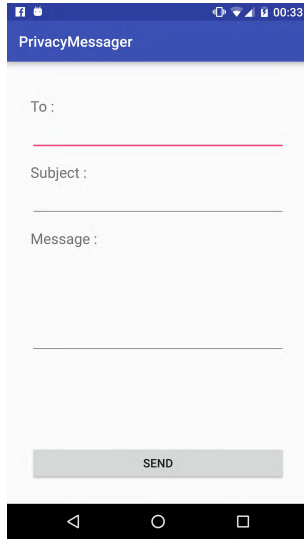 00:33
PrivacyMessager
To :
Subject :
Message :
SEND